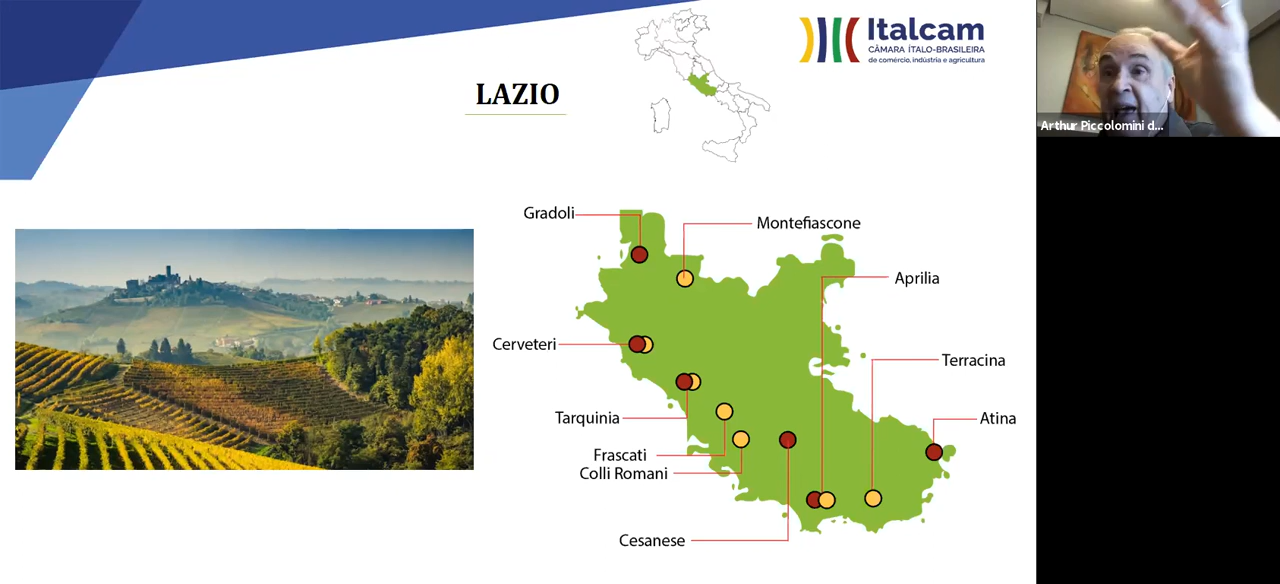 Italcam
CÂMARA ÍTALO-BRASILEIRA
de comércio, indústria e agricultura
LAZIO
Arthur Piccolomini d...
Gradoli
Montefiascone
Aprilia
Cerveteri
Terracina
Tarquinia
Atina
Frascati
Colli Romani
Cesanese